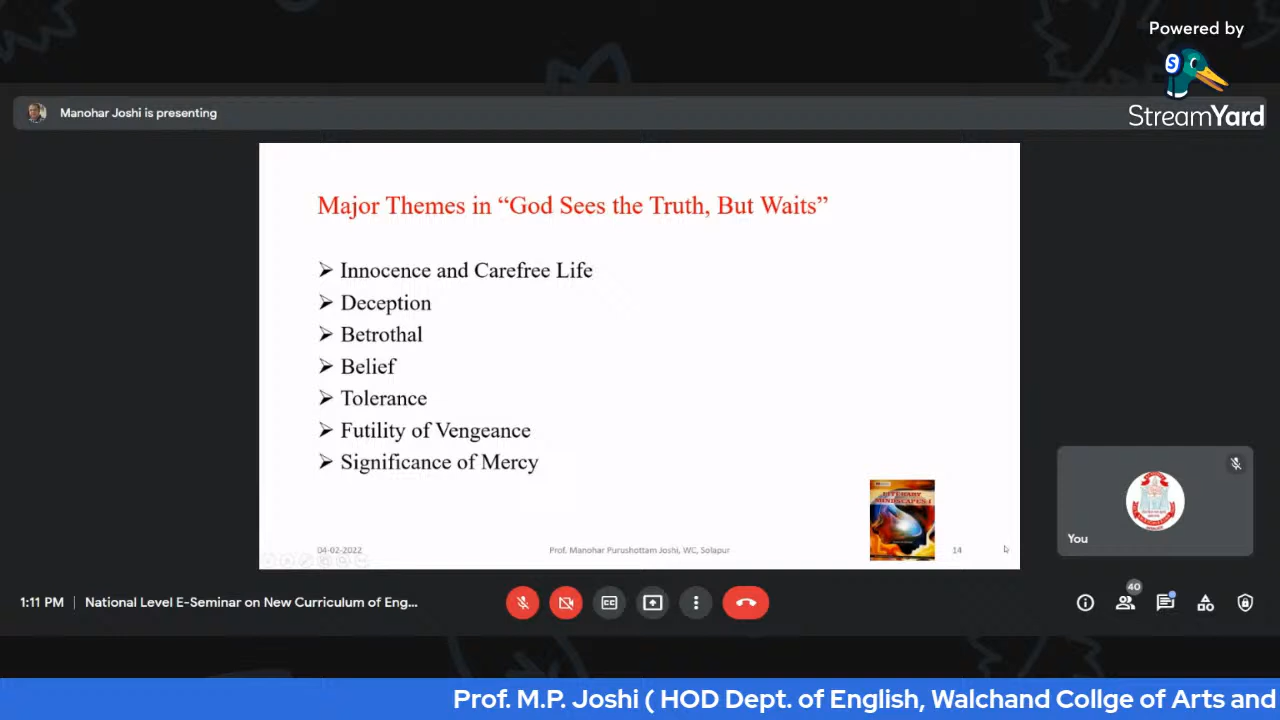 Powered by
S
StreamYard
Manohar Joshi is presenting
Major Themes in “God Sees the Truth, But Waits”
➢ Innocence and Carefree Life
➢ Deception
➢ Betrothal
➢ Belief
➢ Tolerance
➢ Futility of Vengeance
➢ Significance of Mercy
LITERARY
MINDSCAPES-I
04-02-2022
Prof. Manohar Purushottam Joshi, WC, Solapur
14
You
1:11 PM | National Level E-Seminar on New Curriculum of Eng...
CC
40
Prof. M.P. Joshi ( HOD Dept. of English, Walchand Collge of Arts and